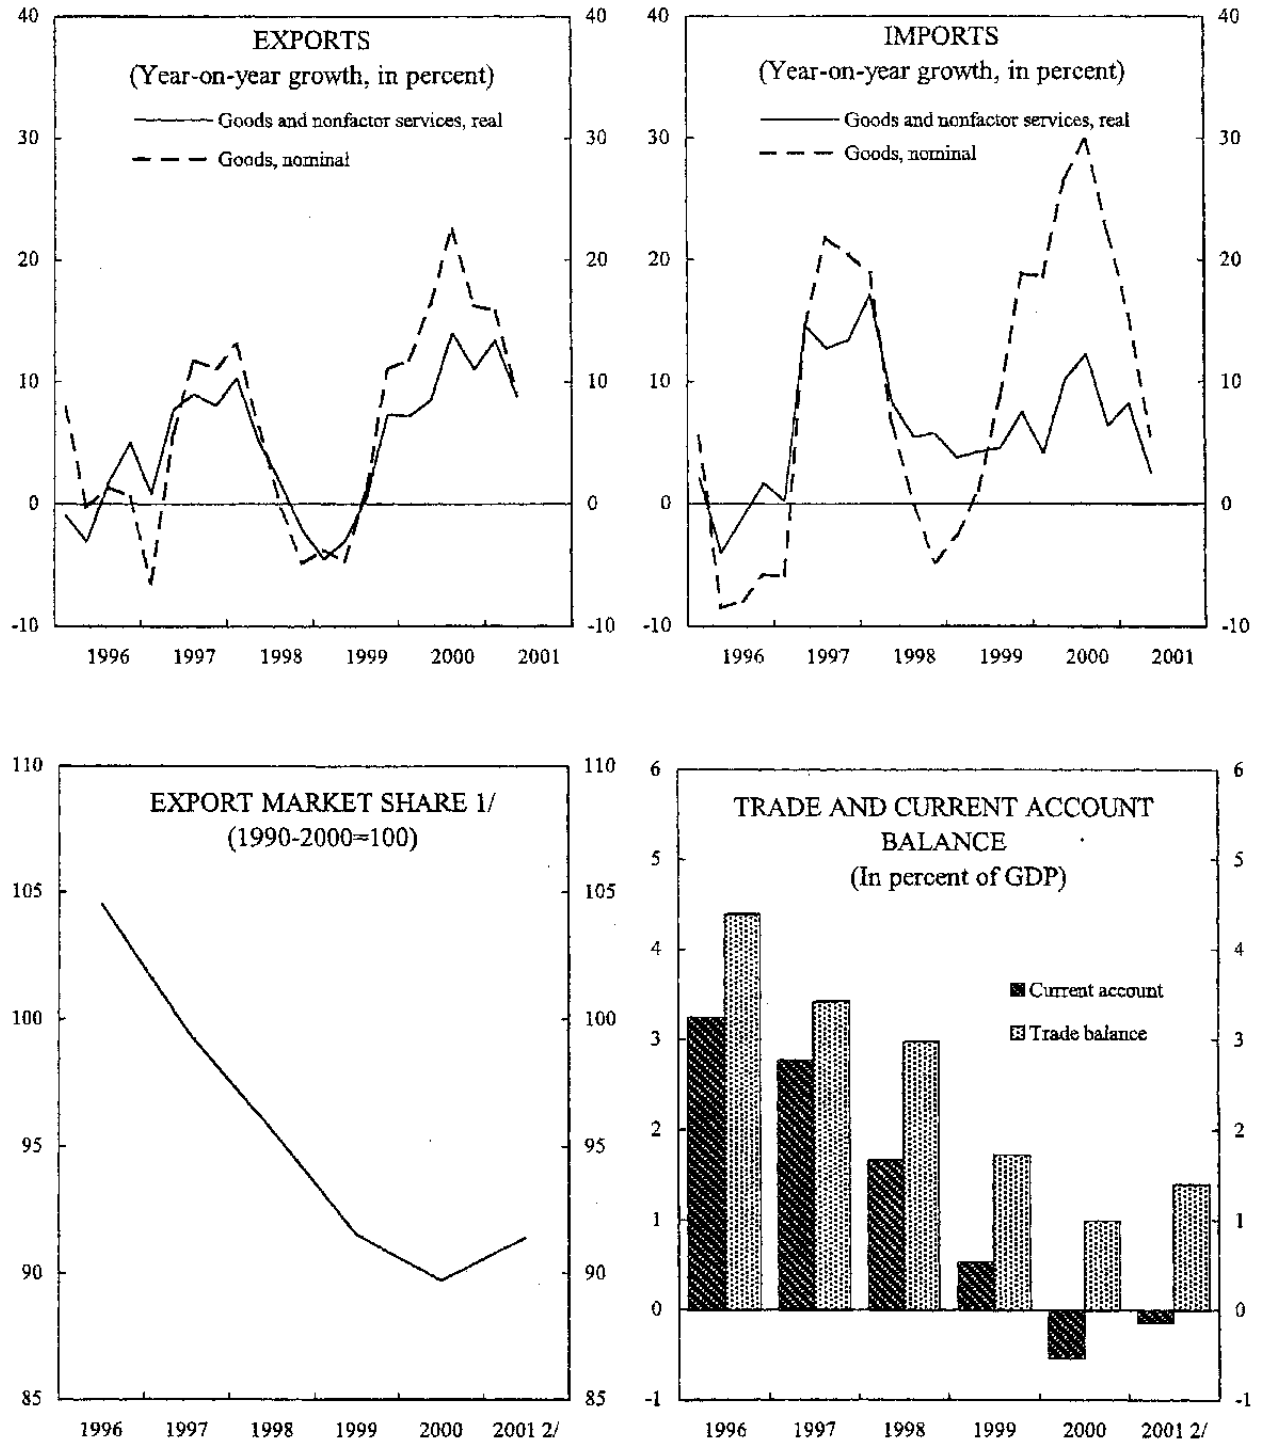 EXPORTS
(Year-on-year growth, in percent)
Goods and nonfactor services, real
Goods, nominal
40
30
20
10
0
-10
40
30
20
10
0
-10
1996 1997 1998 1999 2000 2001
IMPORTS
(Year-on-year growth, in percent)
Goods and nonfactor services, real
Goods, nominal
40
30
20
10
0
-10
40
30
20
10
0
-10
1996 1997 1998 1999 2000 2001
EXPORT MARKET SHARE 1/
(1990-2000=100)
110
105
100
95
90
85
110
105
100
95
90
85
1996 1997 1998 1999 2000 2001 2/
TRADE AND CURRENT ACCOUNT
BALANCE
(In percent of GDP)
Current account
Trade balance
6
5
4
3
2
1
0
-1
6
5
4
3
2
1
0
-1
1996 1997 1998 1999 2000 2001 2/